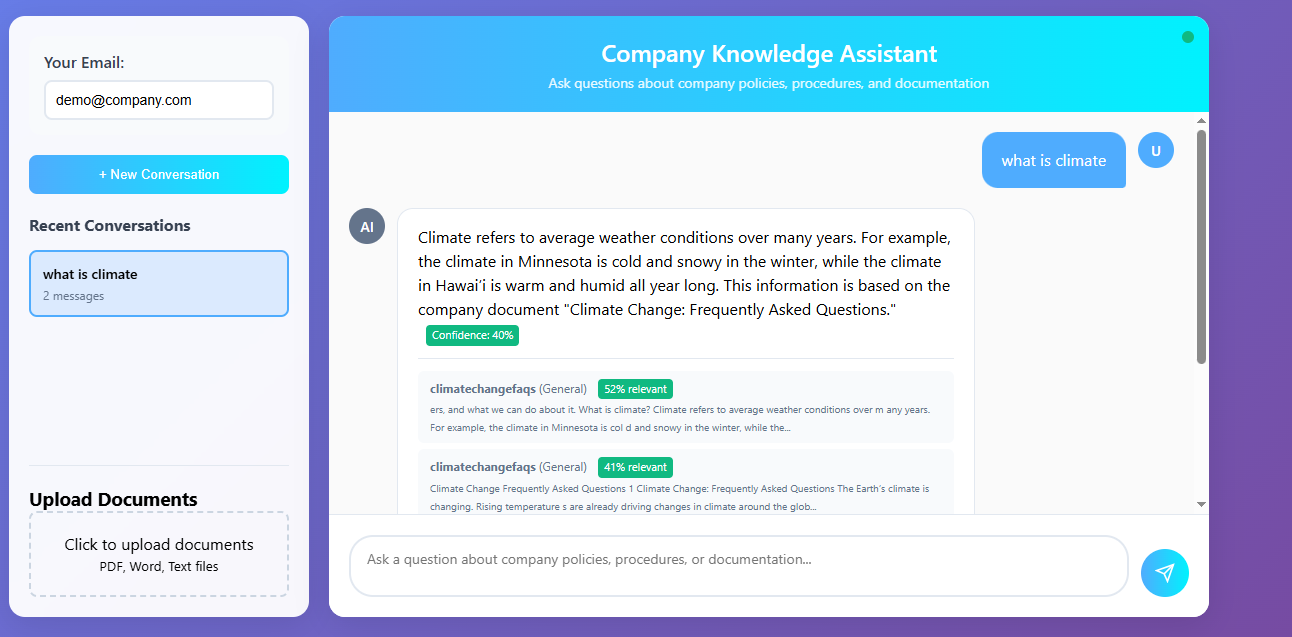 Your Email:
demo@company.com
+ New Conversation
Recent Conversations
what is climate
2 messages
Upload Documents
Click to upload documents
PDF, Word, Text files
Company Knowledge Assistant
Ask questions about company policies, procedures, and documentation
what is climate
U
AI
Climate refers to average weather conditions over many years. For example,
the climate in Minnesota is cold and snowy in the winter, while the climate
in Hawai'i is warm and humid all year long. This information is based on the
company document "Climate Change: Frequently Asked Questions."
Confidence: 40%
climatechangefaqs (General) 52% relevant
ers, and what we can do about it. What is climate? Climate refers to average weather conditions over m any years.
For example, the climate in Minnesota is col d and snowy in the winter, while the...
climatechangefaqs (General) 41% relevant
Climate Change Frequently Asked Questions 1 Climate Change: Frequently Asked Questions The Earth's climate is
changing. Rising temperature s are already driving changes in climate around the glob...
Ask a question about company policies, procedures, or documentation...